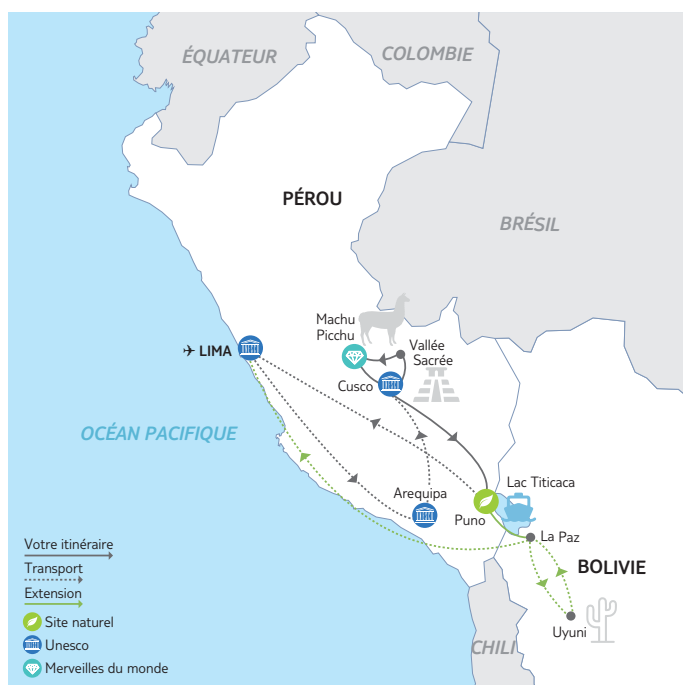 ÉQUATEUR
COLOMBIE
PÉROU
BRÉSIL
Machu
Picchu
Vallée
Sacrée
LIMA
Cusco
OCÉAN PACIFIQUE
Arequipa
Lac Titicaca
Puno
La Paz
BOLIVIE
Uyuni
CHILI
Votre itinéraire
Transport
Extension
Site naturel
Unesco
Merveilles du monde